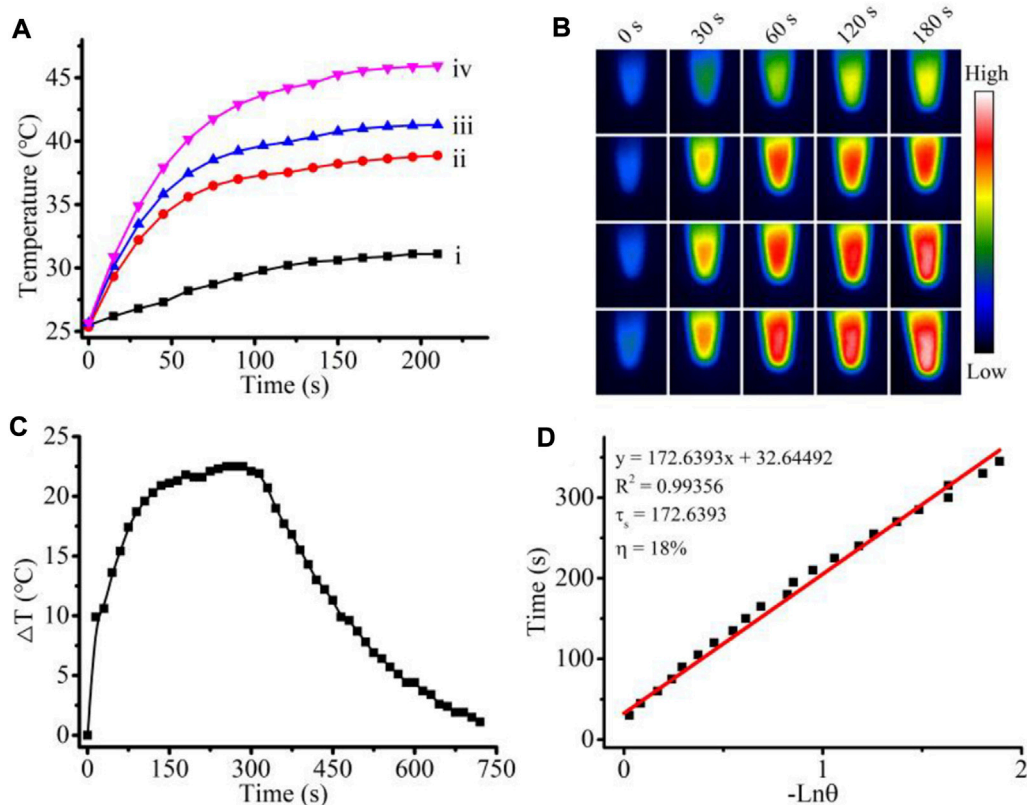 A
Temperature (°C)
45
40
35
30
25
iv
iii
ii
i
0 50 100 150 200
Time (s)
B
0 s 30 s 60 s 120 s 180 s
High
Low
C
△T (°C)
25
20
15
10
5
0
0 150 300 450 600 750
Time (s)
D
y = 172.6393x + 32.64492
R² = 0.99356
τs = 172.6393
η = 18%
Time (s)
300
200
100
0
0 1 2
-Lnθ